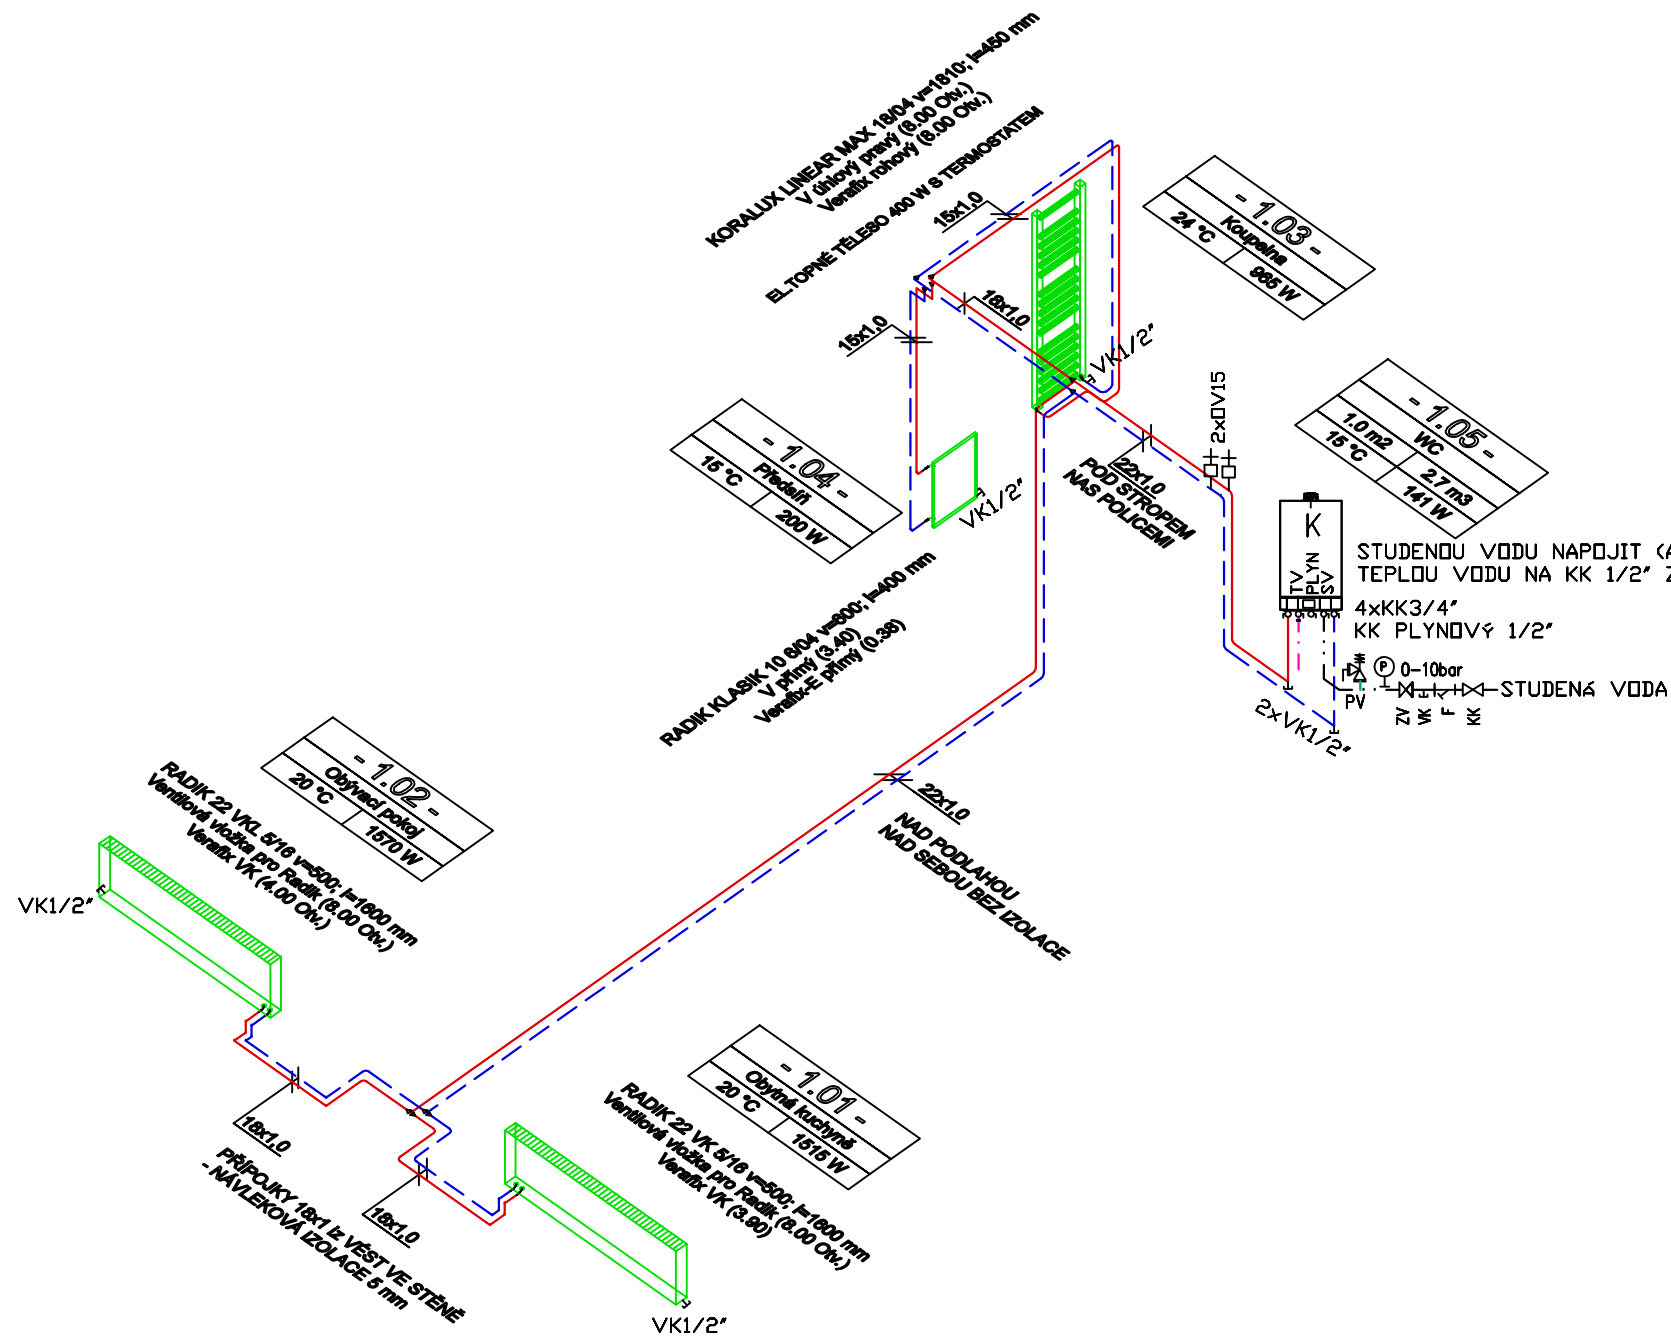 KORALUX LINEAR MAX 18/04 v=1810; l=450 mm
V úhlový pravý (8.00 Otv.)
Verafix rohový (8.00 Otv.)
EL.TOPNÉ TĚLESO 400 W S TERMOSTATEM
15x1,0
18x1,0
15x1,0
VK1/2"
- 1.03 -
Koupelna
24 °C
985 W
2xOV15
- 1.05 -
WC
1.0 m2
2.7 m3
15 °C
141 W
22x1,0
POD STROPEM
NAS POLICEMI
- 1.04 -
Předsíň
15 °C
200 W
VK1/2"
K
TV
PLYN
SV
STUDENOU VODU NAPOJIT
TEPLOU VODU NA KK 1/2"
4xKK3/4"
KK PLYNOVÝ 1/2"
P
0-10bar
STUDENÁ VODA
PV
ZV
VK
F
KK
2xVK1/2"
RADIK KLASIK 10 6/04 v=600; l=400 mm
V přímý (3.40)
Verafix-E přímý (0.38)
- 1.02 -
Obývací pokoj
20 °C
1570 W
RADIK 22 VKL 5/16 v=500; l=1600 mm
Ventilová vložka pro Radik (8.00 Otv.)
Verafix VK (4.00 Otv.)
VK1/2"
22x1,0
NAD PODLAHOU
NAD SEBOU BEZ IZOLACE
- 1.01 -
Obytná kuchyně
20 °C
1515 W
RADIK 22 VK 5/16 v=500; l=1600 mm
Ventilová vložka pro Radik (8.00 Otv.)
Verafix VK (3.90)
18x1,0
PŘÍPOJKY 18x1 lz VÉST VE STĚNĚ
- NÁVLEKOVÁ IZOLACE 5 mm
18x1,0
VK1/2"